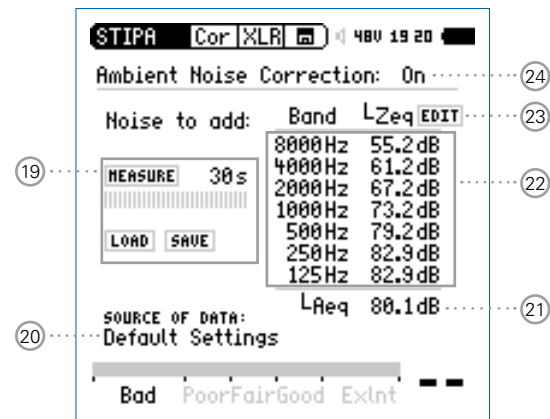 STIPA Cor XLR 48V 19 20
Ambient Noise Correction: On
24
Noise to add:
Band LZeq EDIT
23
8000Hz 55.2dB
4000Hz 61.2dB
2000Hz 67.2dB
1000Hz 73.2dB
500Hz 79.2dB
250Hz 82.9dB
125Hz 82.9dB
22
19
MEASURE 30s
LOAD SAVE
LAeq 80.1dB
21
SOURCE OF DATA:
20
Default Settings
Bad Poor Fair Good Exlnt --